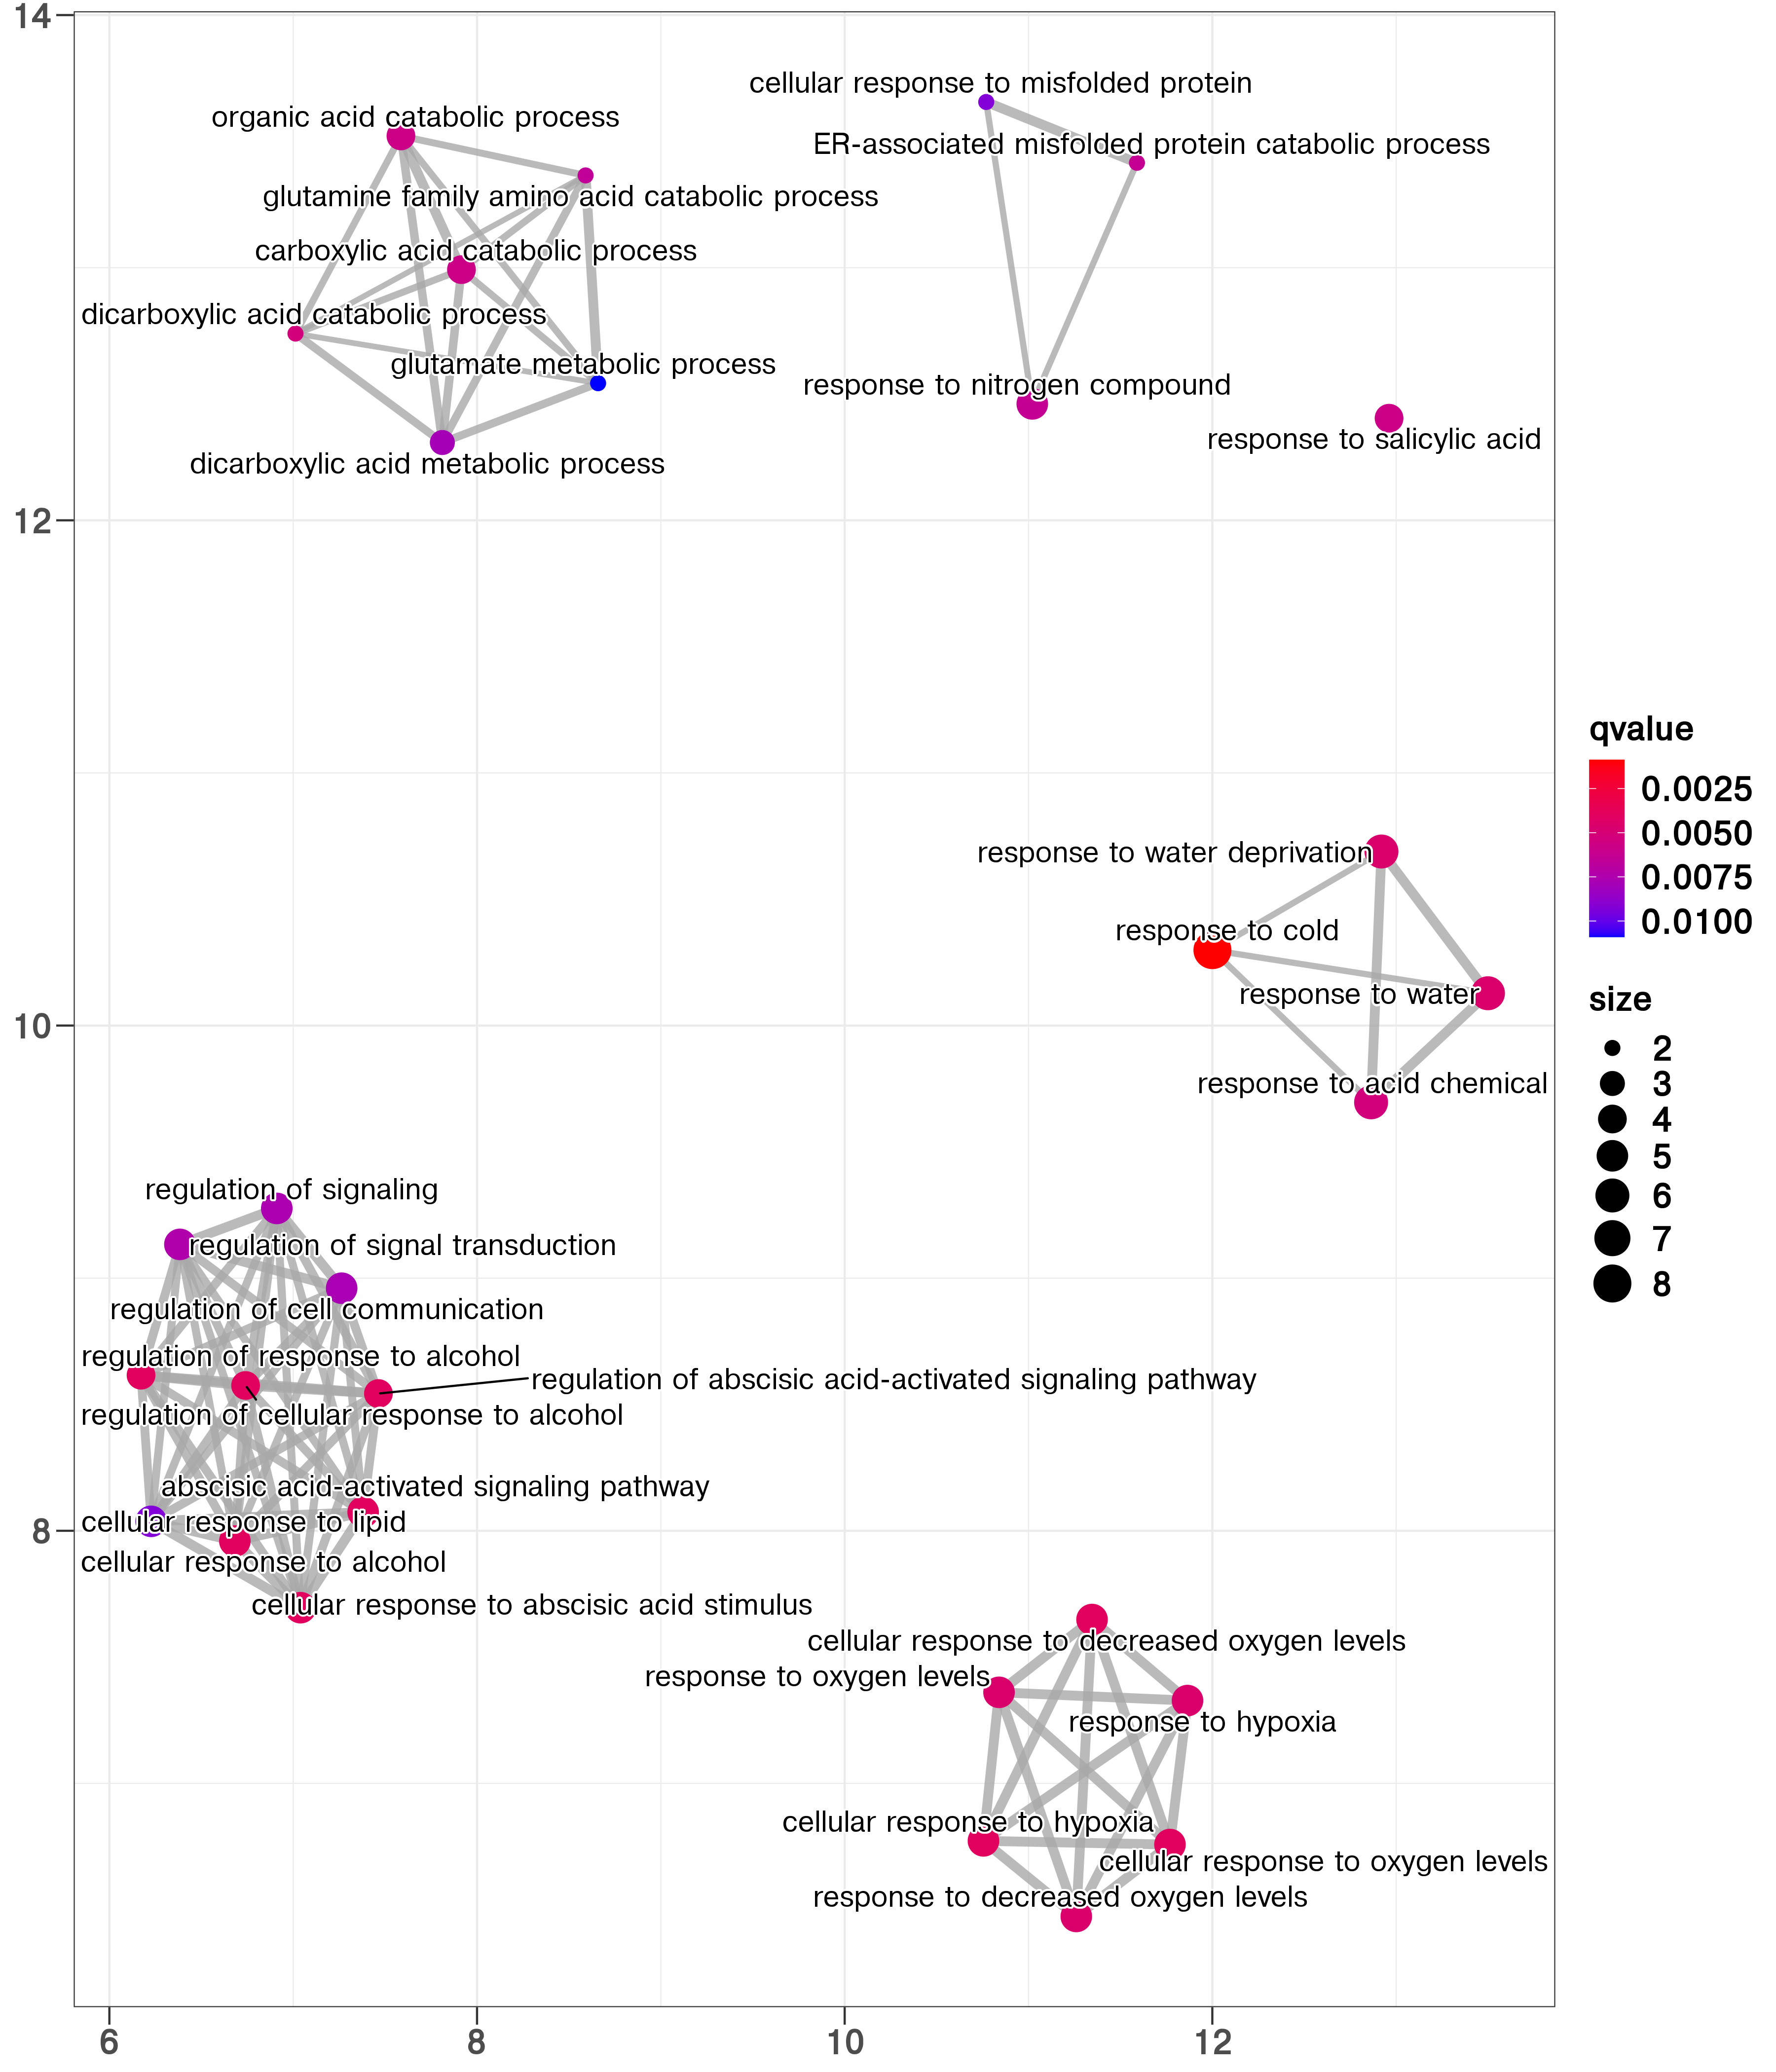 14
cellular response to misfolded protein
organic acid catabolic process
ER-associated misfolded protein catabolic process
glutamine family amino acid catabolic process
carboxylic acid catabolic process
dicarboxylic acid catabolic process
glutamate metabolic process
response to nitrogen compound
response to salicylic acid
dicarboxylic acid metabolic process
12
qvalue
0.0025
0.0050
0.0075
0.0100
response to water deprivation
response to cold
response to water
size
10
2
3
4
5
6
7
8
response to acid chemical
regulation of signaling
regulation of signal transduction
regulation of cell communication
regulation of response to alcohol
regulation of abscisic acid-activated signaling pathway
regulation of cellular response to alcohol
abscisic acid-activated signaling pathway
8
cellular response to lipid
cellular response to alcohol
cellular response to abscisic acid stimulus
cellular response to decreased oxygen levels
response to oxygen levels
response to hypoxia
cellular response to hypoxia
cellular response to oxygen levels
response to decreased oxygen levels
6
8
10
12